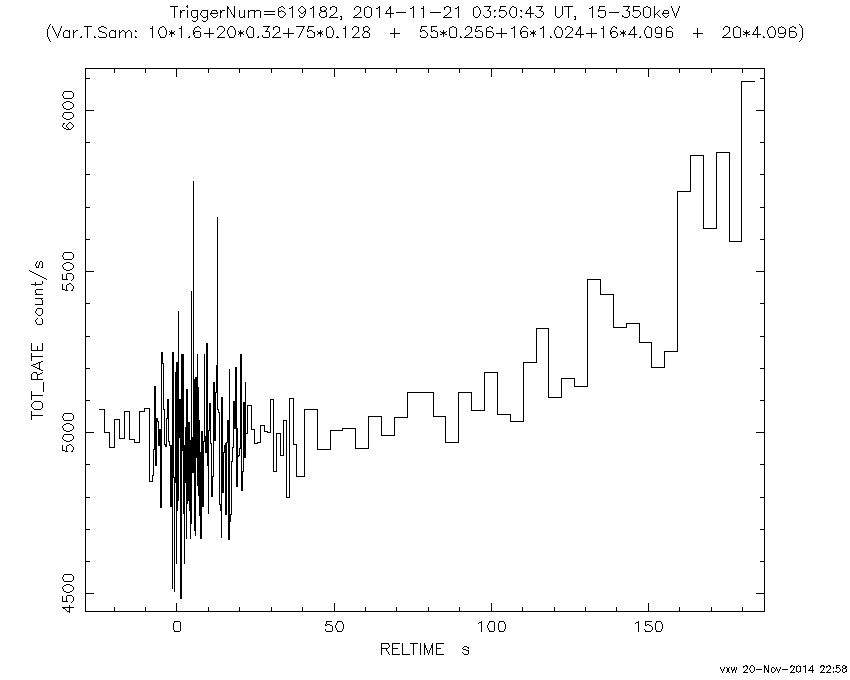 TriggerNum=619182, 2014-11-21 03:50:43 UT, 15-350keV
(Var.T.Sam: 10*1.6+20*0.32+75*0.128 + 55*0.256+16*1.024+16*4.096 + 20*4.096)
6000
5500
5000
4500
TOT_RATE count/s
0 50 100 150
RELTIME s
vxw 20-Nov-2014 22:58